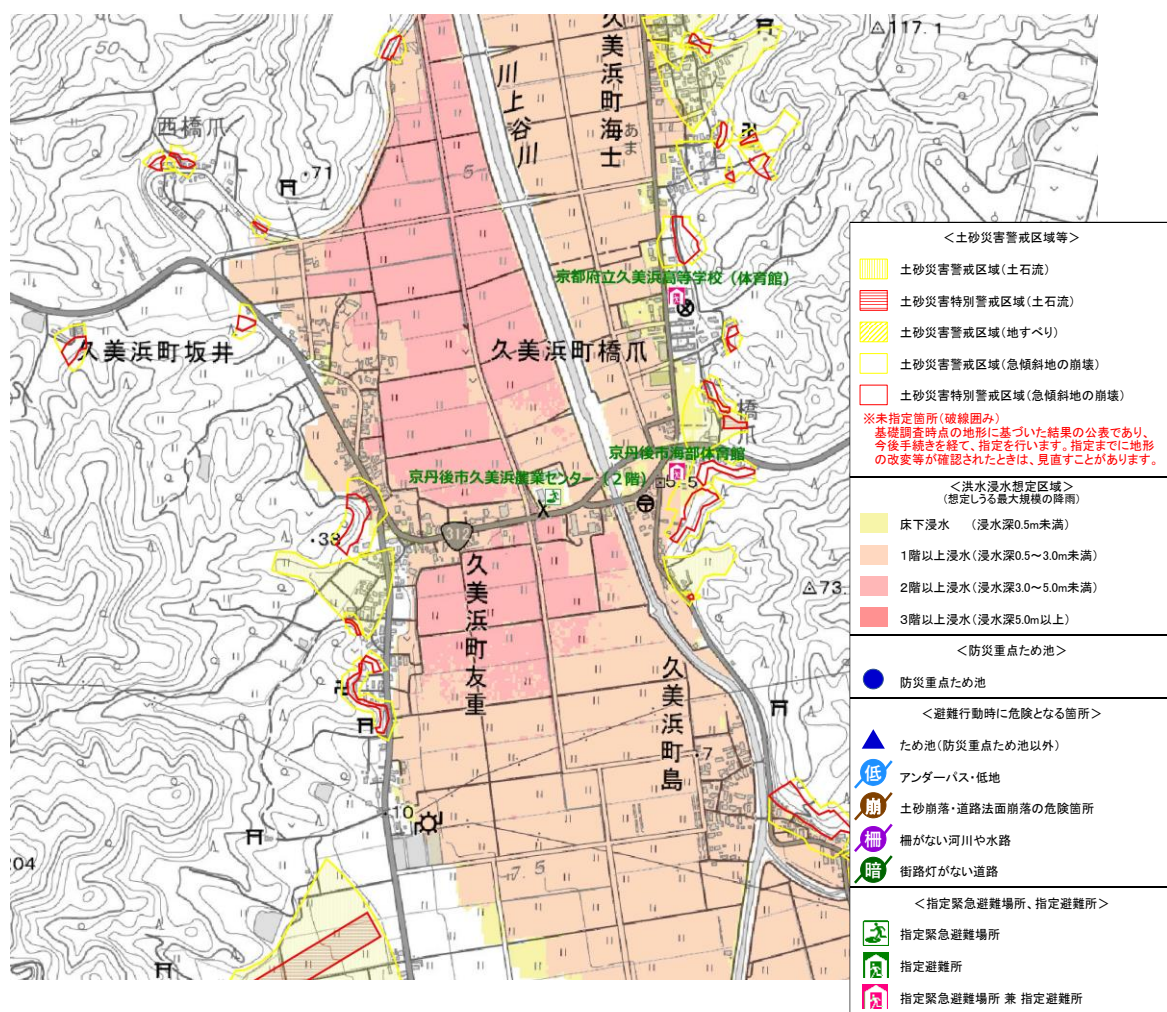 50
117.1
久美浜町海士
あま
川上谷川
西橋爪
71
5
京都府立久美浜高等学校（体育館）
久美浜町坂井
久美浜町橋爪
橋爪
京丹後市海部体育館
京丹後市久美浜農業センター（2階）
5.5
312
33
久美浜町友重
73.
久美浜町島
7
10
04
7.5
＜土砂災害警戒区域等＞
土砂災害警戒区域（土石流）
土砂災害特別警戒区域（土石流）
土砂災害警戒区域（地すべり）
土砂災害警戒区域（急傾斜地の崩壊）
土砂災害特別警戒区域（急傾斜地の崩壊）
※未指定箇所（破線囲み）
基礎調査時点の地形に基づいた結果の公表であり、
今後手続きを経て、指定を行います。指定までに地形
の改変等が確認されたときは、見直すことがあります。
＜洪水浸水想定区域＞
（想定しうる最大規模の降雨）
床下浸水　（浸水深0.5m未満）
1階以上浸水（浸水深0.5～3.0m未満）
2階以上浸水（浸水深3.0～5.0m未満）
3階以上浸水（浸水深5.0m以上）
＜防災重点ため池＞
防災重点ため池
＜避難行動時に危険となる箇所＞
ため池（防災重点ため池以外）
低 アンダーパス・低地
崩 土砂崩落・道路法面崩落の危険箇所
柵 柵がない河川や水路
暗 街路灯がない道路
＜指定緊急避難場所、指定避難所＞
指定緊急避難場所
指定避難所
指定緊急避難場所 兼 指定避難所